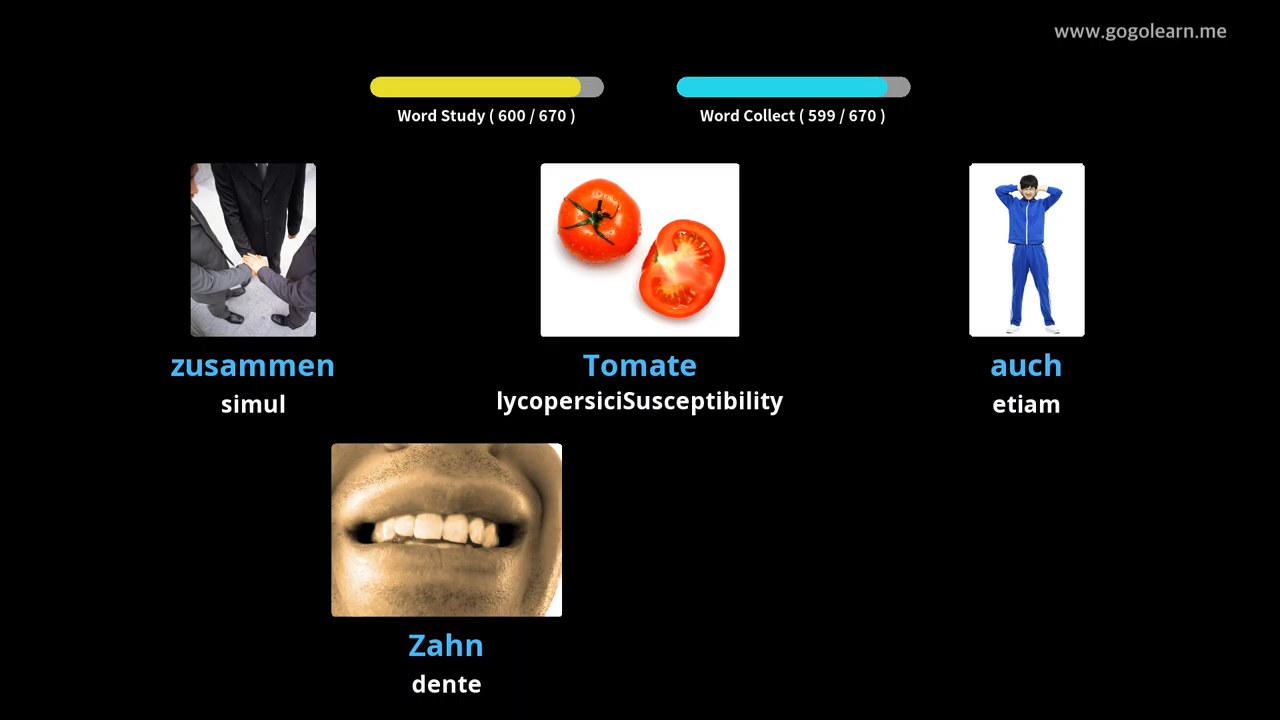 www.gogolearn.me
Word Study ( 600 / 670 )
Word Collect ( 599 / 670 )
zusammen
simul
Tomate
lycopersiciSusceptibility
auch
etiam
Zahn
dente